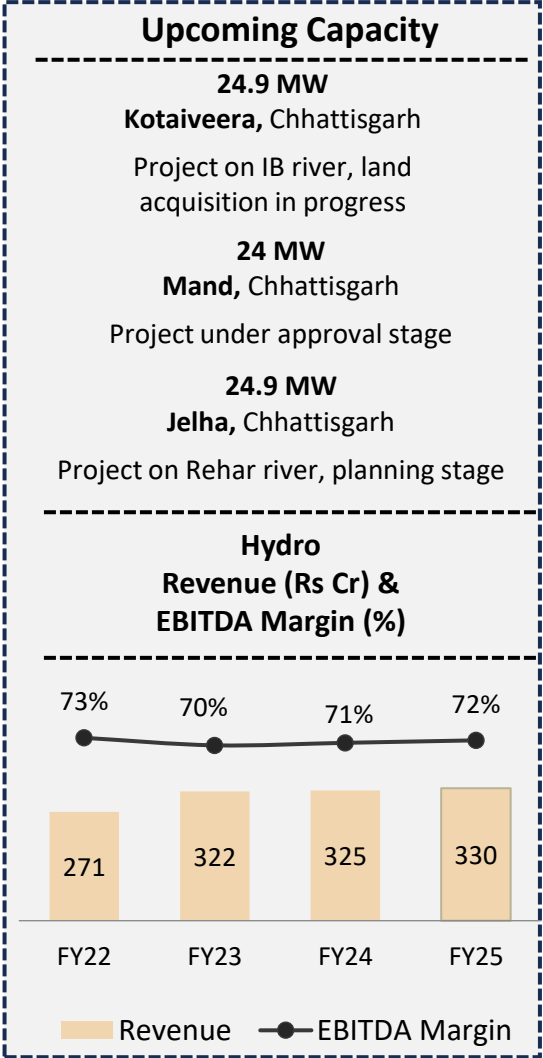 Upcoming Capacity
24.9 MW
Kotaiveera, Chhattisgarh
Project on IB river, land
acquisition in progress
24 MW
Mand, Chhattisgarh
Project under approval stage
24.9 MW
Jelha, Chhattisgarh
Project on Rehar river, planning stage
Hydro
Revenue (Rs Cr) &
EBITDA Margin (%)
73% 70% 71% 72%
271 322 325 330
FY22 FY23 FY24 FY25
Revenue EBITDA Margin